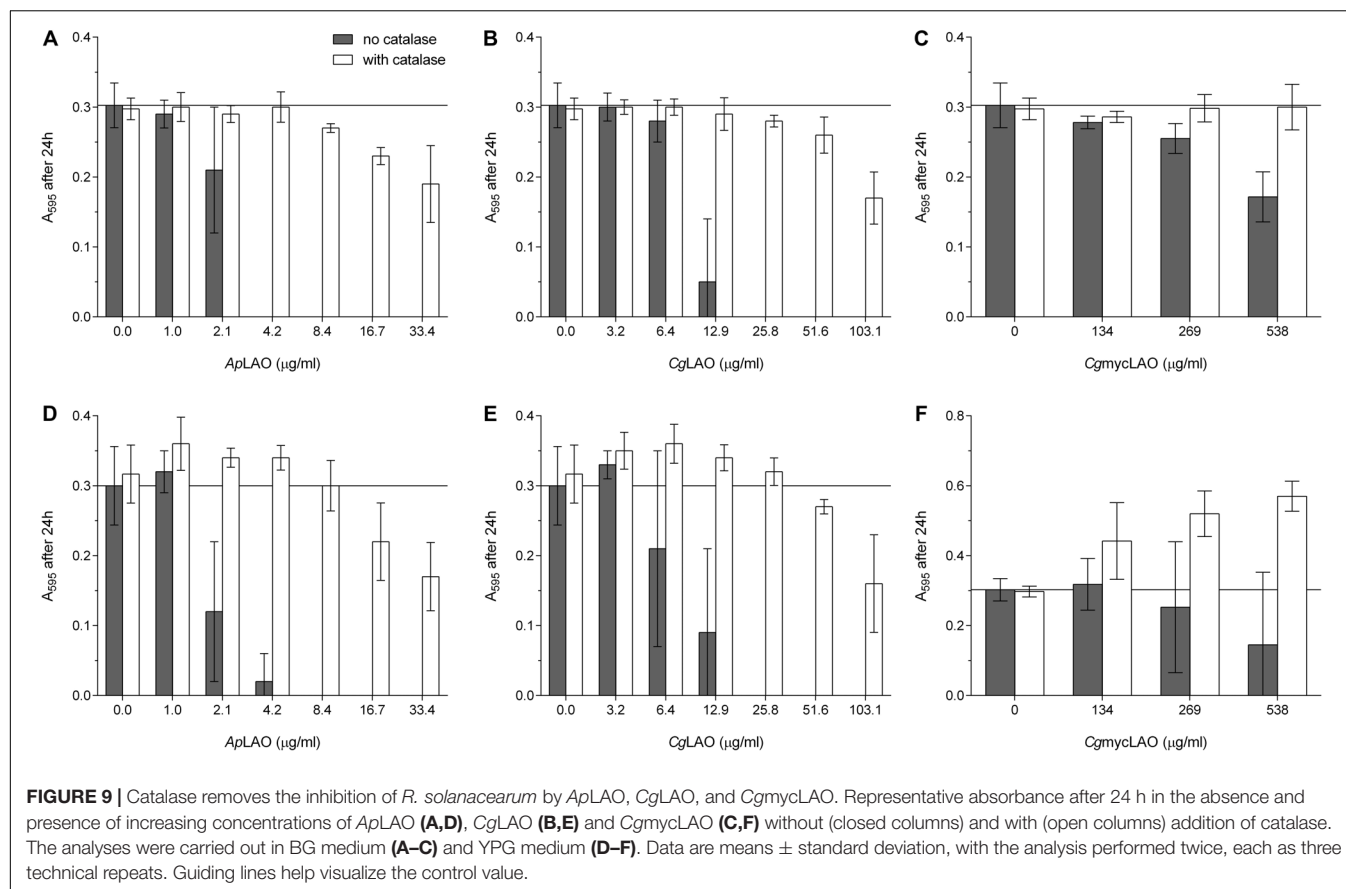 A
0.4
0.3
0.2
0.1
0.0
A595 after 24h
no catalase
with catalase
0.0 1.0 2.1 4.2 8.4 16.7 33.4
ApLAO (µg/ml)
B
0.4
0.3
0.2
0.1
0.0
A595 after 24h
0.0 3.2 6.4 12.9 25.8 51.6 103.1
CgLAO (µg/ml)
C
0.4
0.3
0.2
0.1
0.0
A595 after 24h
0 134 269 538
CgmycLAO (µg/ml)
D
0.4
0.3
0.2
0.1
0.0
A595 after 24h
0.0 1.0 2.1 4.2 8.4 16.7 33.4
ApLAO (µg/ml)
E
0.4
0.3
0.2
0.1
0.0
A595 after 24h
0.0 3.2 6.4 12.9 25.8 51.6 103.1
CgLAO (µg/ml)
F
0.8
0.6
0.4
0.2
0.0
A595 after 24h
0 134 269 538
CgmycLAO (µg/ml)
FIGURE 9 | Catalase removes the inhibition of R. solanacearum by ApLAO, CgLAO, and CgmycLAO. Representative absorbance after 24 h in the absence and
presence of increasing concentrations of ApLAO (A,D), CgLAO (B,E) and CgmycLAO (C,F) without (closed columns) and with (open columns) addition of catalase.
The analyses were carried out in BG medium (A–C) and YPG medium (D–F). Data are means ± standard deviation, with the analysis performed twice, each as three
technical repeats. Guiding lines help visualize the control value.